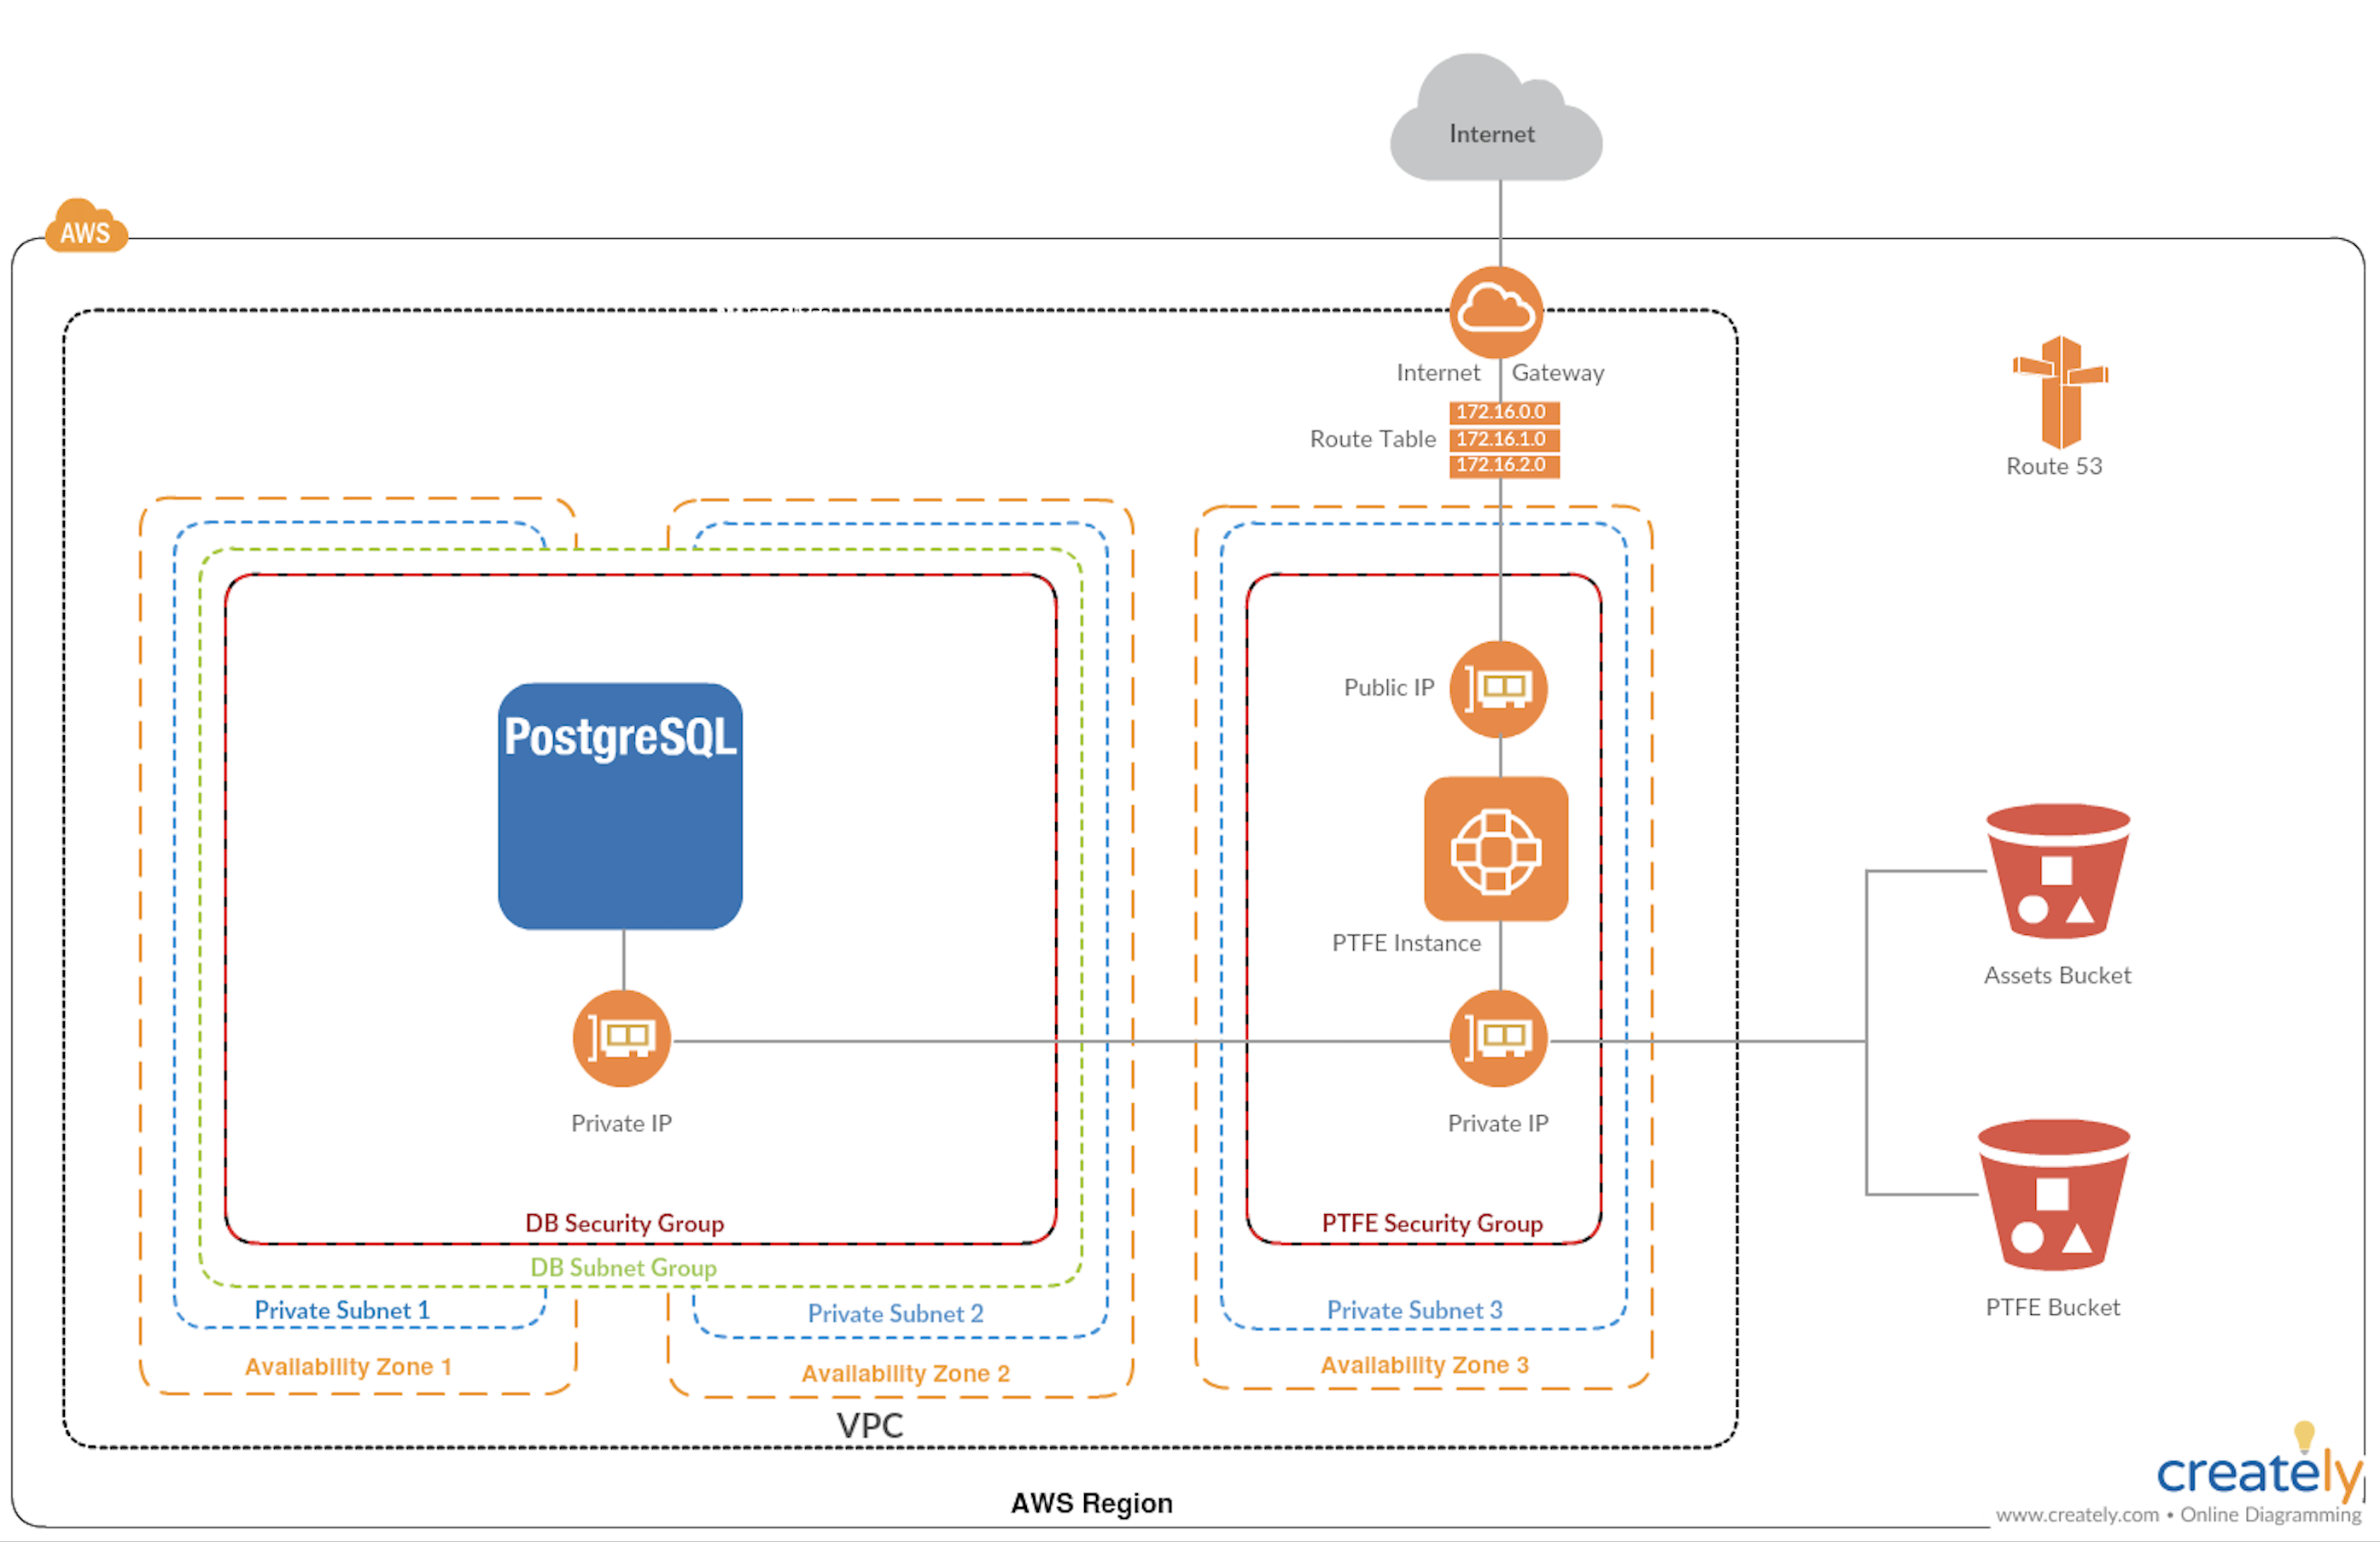 Internet
AWS
Internet Gateway
172.16.0.0
Route Table
172.16.1.0
172.16.2.0
Route 53
PostgreSQL
Public IP
PTFE Instance
Assets Bucket
Private IP
Private IP
DB Security Group
PTFE Security Group
DB Subnet Group
Private Subnet 1
Private Subnet 2
Private Subnet 3
PTFE Bucket
Availability Zone 1
Availability Zone 2
Availability Zone 3
VPC
AWS Region
creately
www.creately.com • Online Diagramming